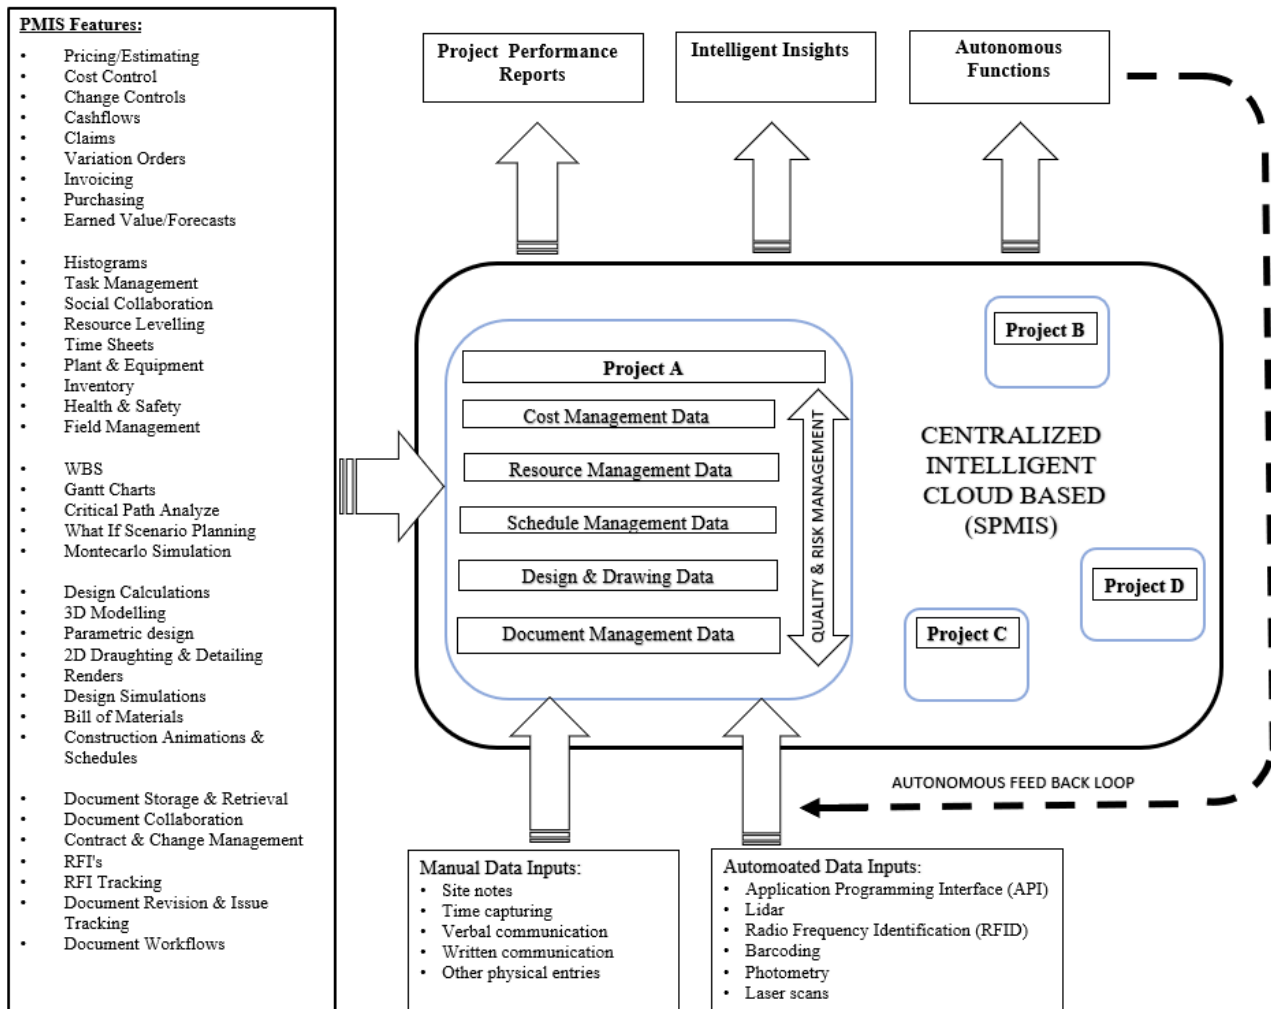 PMIS Features:
• Pricing/Estimating
• Cost Control
• Change Controls
• Cashflows
• Claims
• Variation Orders
• Invoicing
• Purchasing
• Earned Value/Forecasts
• Histograms
• Task Management
• Social Collaboration
• Resource Levelling
• Time Sheets
• Plant & Equipment
• Inventory
• Health & Safety
• Field Management
• WBS
• Gantt Charts
• Critical Path Analyze
• What If Scenario Planning
• Montecarlo Simulation
• Design Calculations
• 3D Modelling
• Parametric design
• 2D Draughting & Detailing
• Renders
• Design Simulations
• Bill of Materials
• Construction Animations &
Schedules
• Document Storage & Retrieval
• Document Collaboration
• Contract & Change Management
• RFI's
• RFI Tracking
• Document Revision & Issue
Tracking
• Document Workflows
Project Performance
Reports
Intelligent Insights
Autonomous
Functions
Project A
Cost Management Data
Resource Management Data
Schedule Management Data
Design & Drawing Data
Document Management Data
QUALITY & RISK MANAGEMENT
Project B
CENTRALIZED
INTELLIGENT
CLOUD BASED
(SPMIS)
Project D
Project C
AUTONOMOUS FEED BACK LOOP
Manual Data Inputs:
• Site notes
• Time capturing
• Verbal communication
• Written communication
• Other physical entries
Automoated Data Inputs:
• Application Programming Interface (API)
• Lidar
• Radio Frequency Identification (RFID)
• Barcoding
• Photometry
• Laser scans